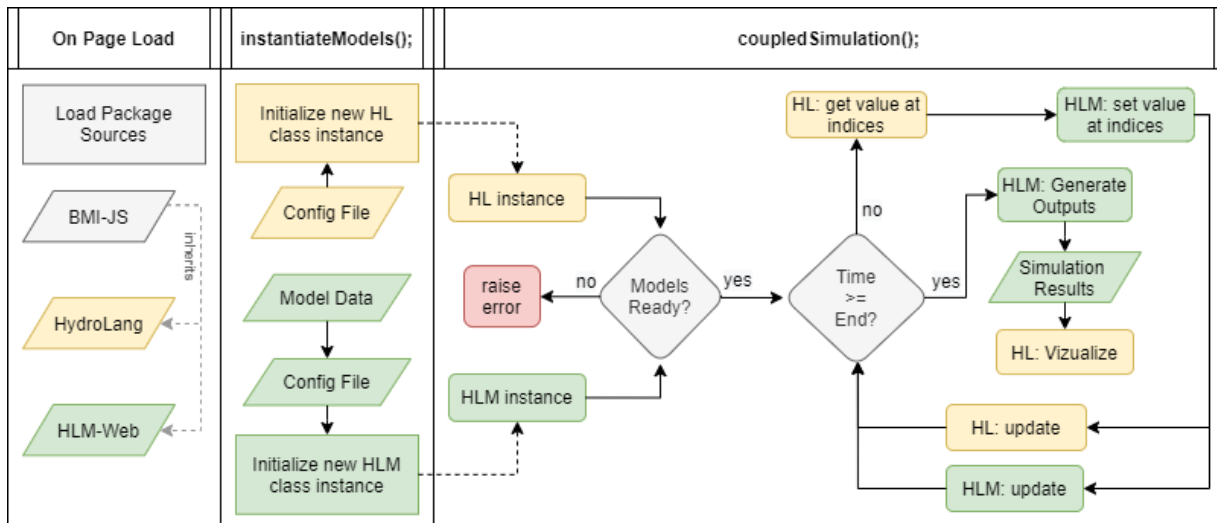 On Page Load
instantiateModels();
coupledSimulation();
Load Package
Sources
BMI-JS
inherits
HydroLang
HLM-Web
Initialize new HL
class instance
Config File
Model Data
Config File
Initialize new HLM
class instance
HL instance
raise
error
no
Models
Ready?
yes
HLM instance
HL: get value at
indices
HLM: set value
at indices
no
Time
>=
End?
yes
HLM: Generate
Outputs
Simulation
Results
HL: Vizualize
HL: update
HLM: update